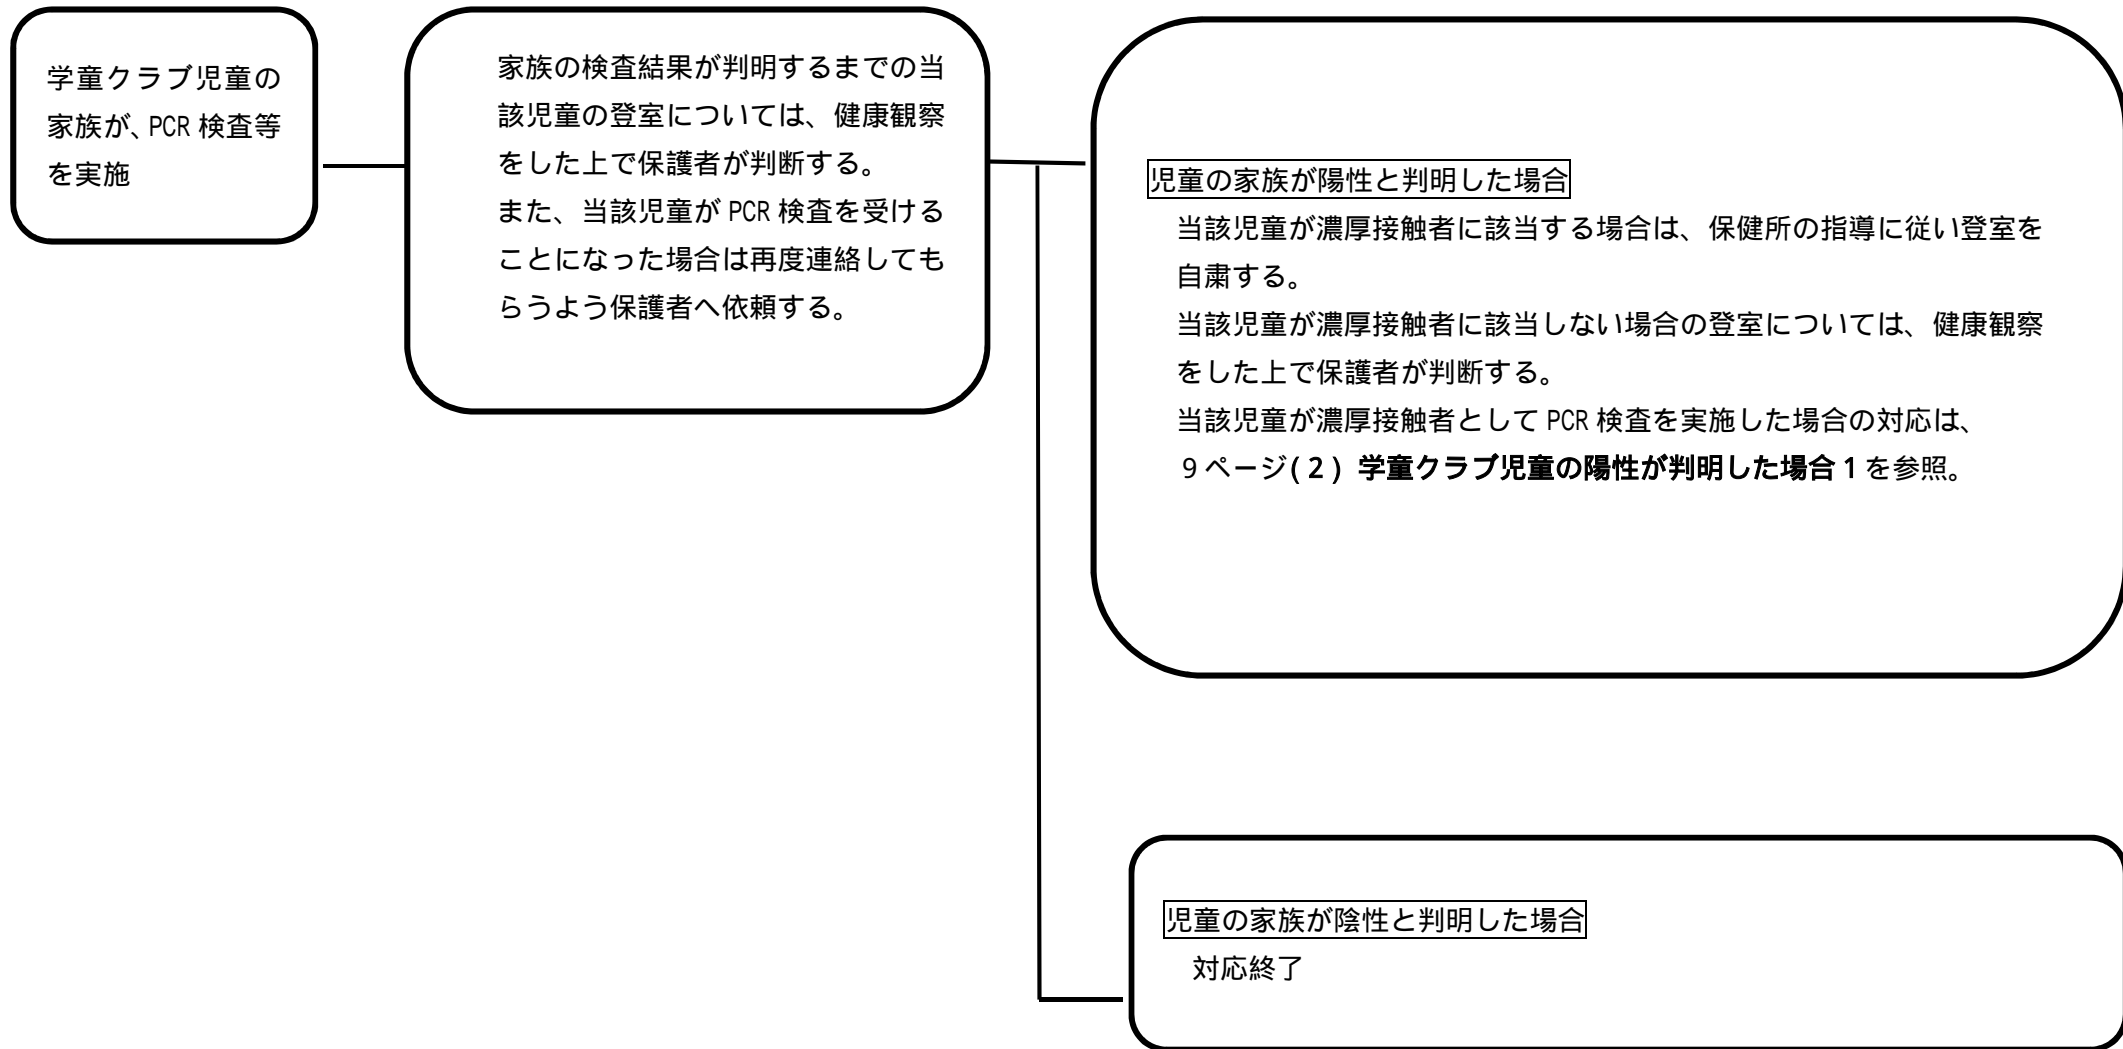 学童クラブ児童の
家族が、PCR 検査等
を実施
家族の検査結果が判明するまでの当
該児童の登室については、健康観察
をした上で保護者が判断する。
また、当該児童が PCR 検査を受ける
ことになった場合は再度連絡しても
らうよう保護者へ依頼する。
児童の家族が陽性と判明した場合
当該児童が濃厚接触者に該当する場合は、保健所の指導に従い登室を
自粛する。
当該児童が濃厚接触者に該当しない場合の登室については、健康観察
をした上で保護者が判断する。
当該児童が濃厚接触者として PCR 検査を実施した場合の対応は、
9ページ(2) 学童クラブ児童の陽性が判明した場合1を参照。
児童の家族が陰性と判明した場合
対応終了